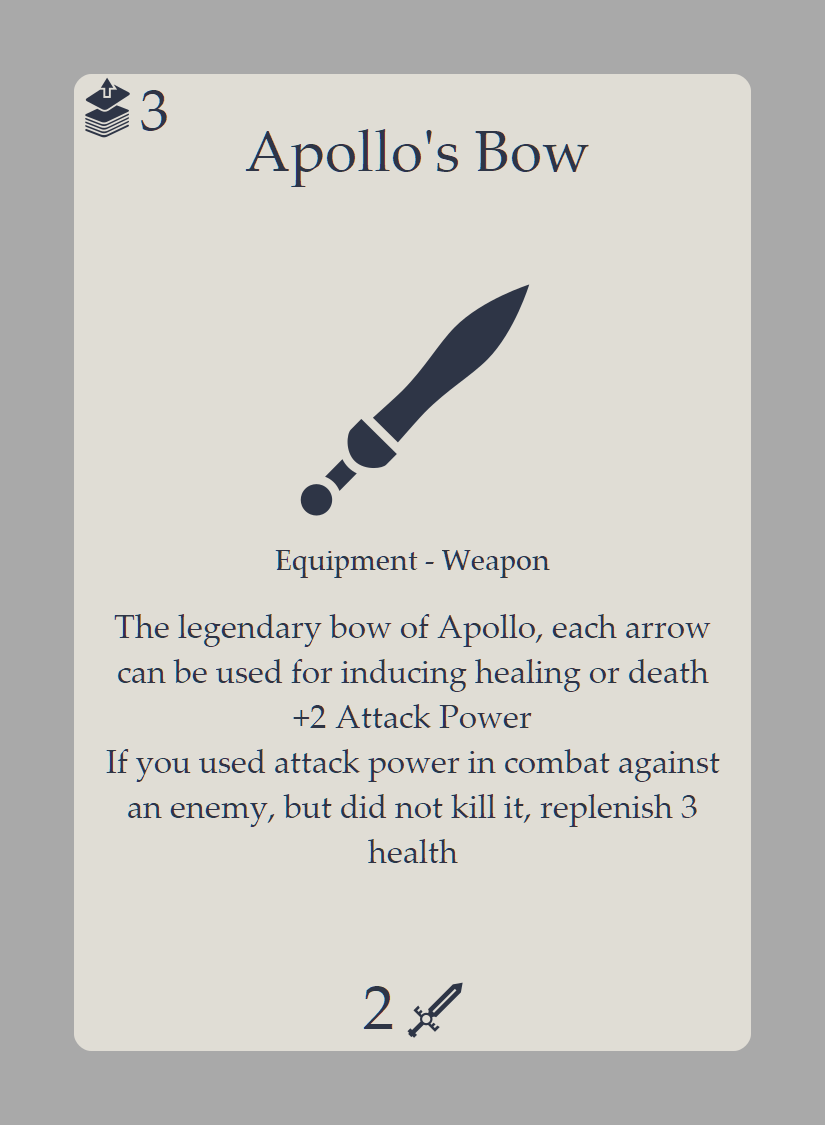 3
Apollo's Bow
Equipment - Weapon
The legendary bow of Apollo, each arrow
can be used for inducing healing or death
+2 Attack Power
If you used attack power in combat against
an enemy, but did not kill it, replenish 3
health
2